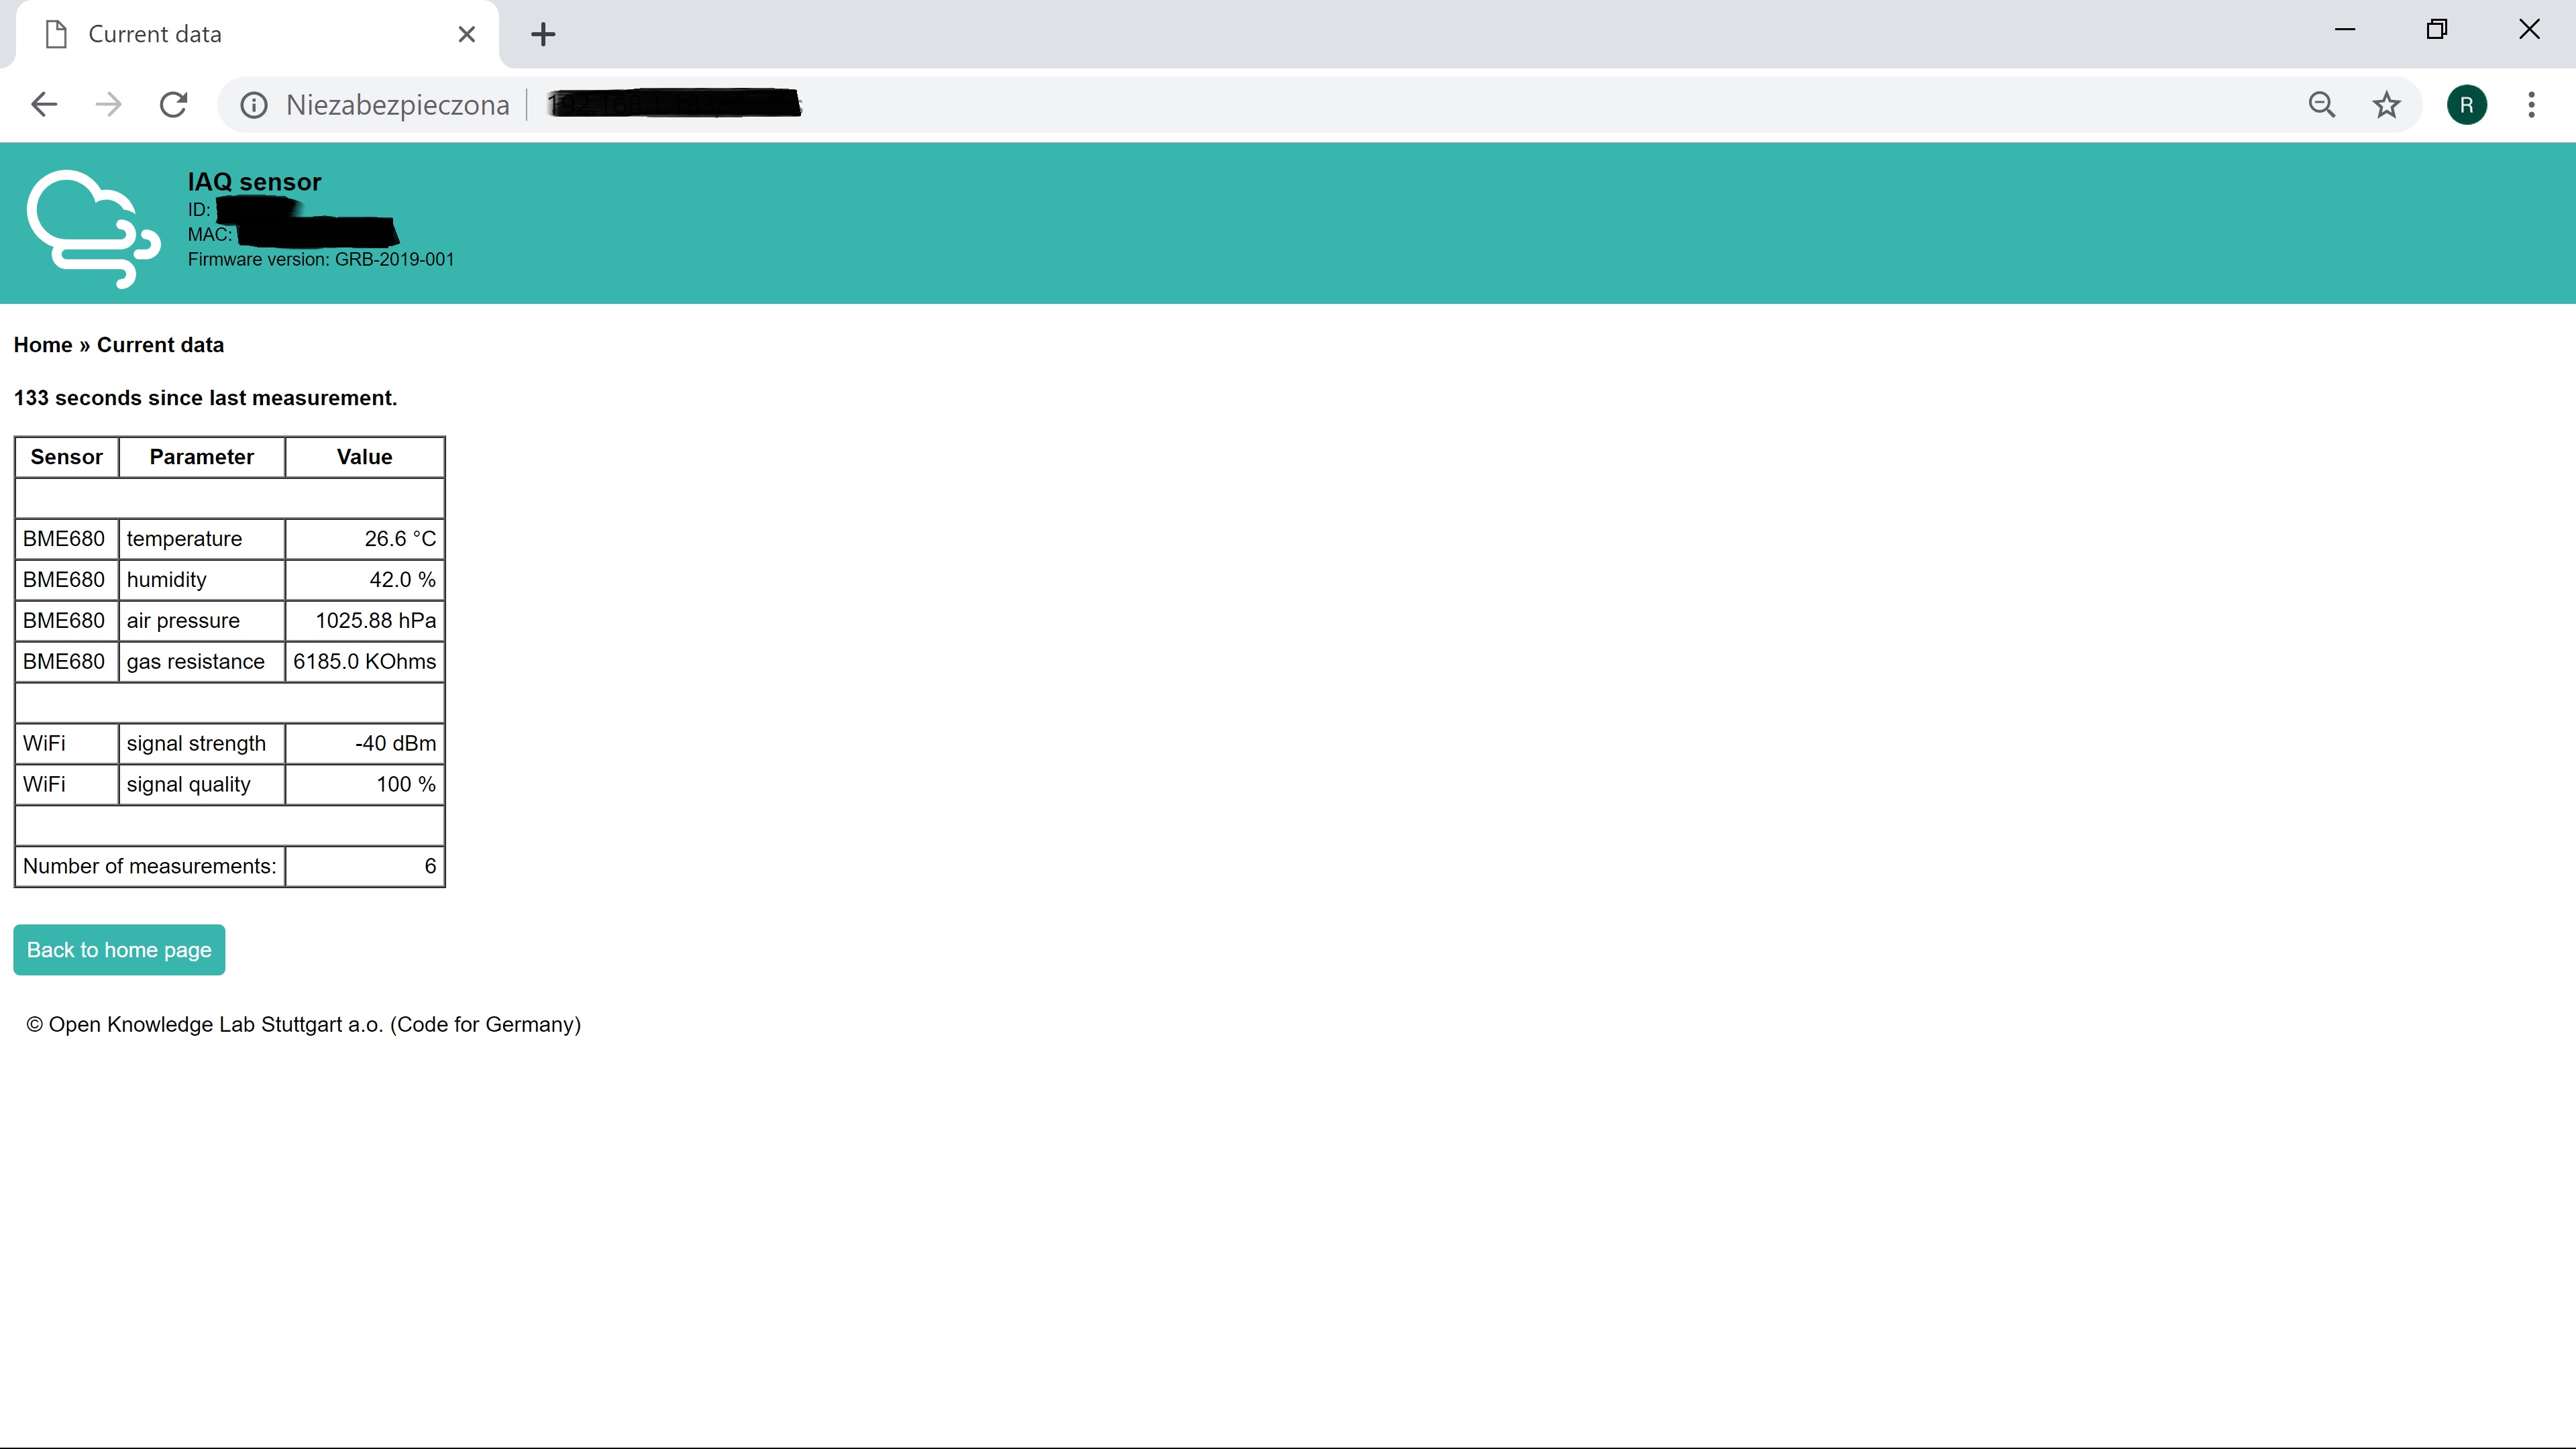 Current data
Niezabezpieczona
IAQ sensor
ID:
MAC:
Firmware version: GRB-2019-001
Home » Current data
133 seconds since last measurement.
Sensor Parameter Value
BME680 temperature 26.6 °C
BME680 humidity 42.0 %
BME680 air pressure 1025.88 hPa
BME680 gas resistance 6185.0 KOhms
WiFi signal strength -40 dBm
WiFi signal quality 100 %
Number of measurements: 6
Back to home page
© Open Knowledge Lab Stuttgart a.o. (Code for Germany)
R